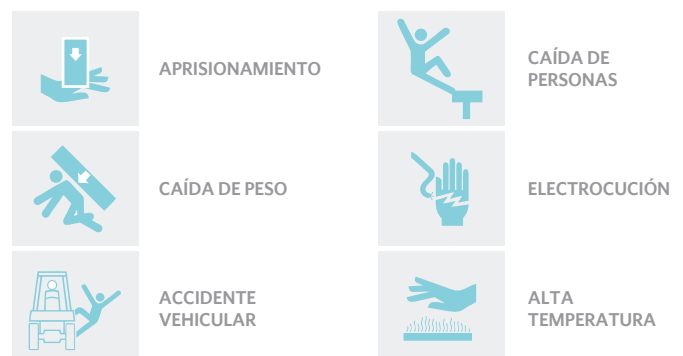 APRISIONAMIENTO
CAÍDA DE
PERSONAS
CAÍDA DE PESO
ELECTROCUCIÓN
ACCIDENTE
VEHICULAR
ALTA
TEMPERATURA